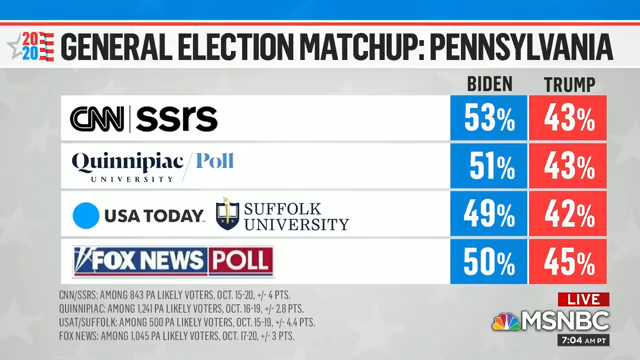 2020 GENERAL ELECTION MATCHUP: PENNSYLVANIA
BIDEN TRUMP
CNN ssrs 53% 43%
Quinnipiac / Poll 51% 43%
UNIVERSITY
USA TODAY SUFFOLK UNIVERSITY 49% 42%
FOX NEWS POLL 50% 45%
CNN/SSRS: AMONG 843 PA LIKELY VOTERS, OCT. 15-20, +/- 4 PTS.
QUINNIPIAC: AMONG 1,241 PA LIKELY VOTERS, OCT. 16-19, +/- 2.8 PTS.
USAT/SUFFOLK: AMONG 500 PA LIKELY VOTERS, OCT. 15-19, +/- 4.4 PTS.
FOX NEWS: AMONG 1,045 PA LIKELY VOTERS, OCT. 17-20, +/- 3 PTS.
LIVE
MSNBC
7:04 AM PT